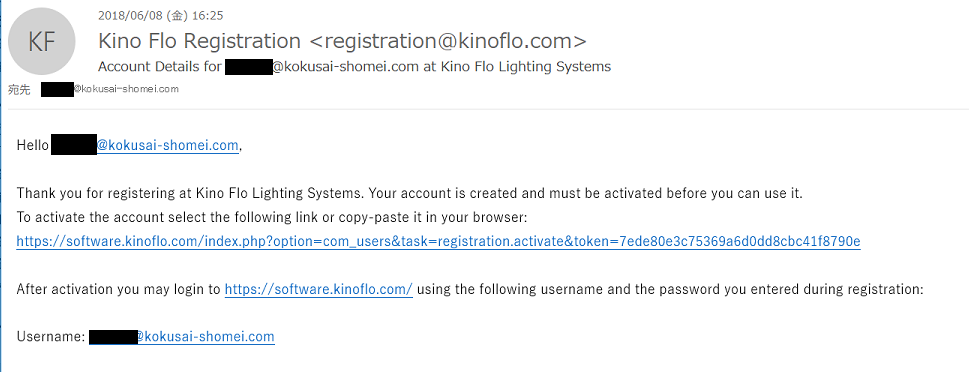 KF
2018/06/08 (金) 16:25
Kino Flo Registration <registration@kinoflo.com>
Account Details for @kokusai-shomei.com at Kino Flo Lighting Systems
宛先 @kokusai-shomei.com
Hello @kokusai-shomei.com,
Thank you for registering at Kino Flo Lighting Systems. Your account is created and must be activated before you can use it.
To activate the account select the following link or copy-paste it in your browser:
https://software.kinoflo.com/index.php?option=com_users&task=registration.activate&token=7ede80e3c75369a6d0dd8cbc41f8790e
After activation you may login to https://software.kinoflo.com/ using the following username and the password you entered during registration:
Username: @kokusai-shomei.com